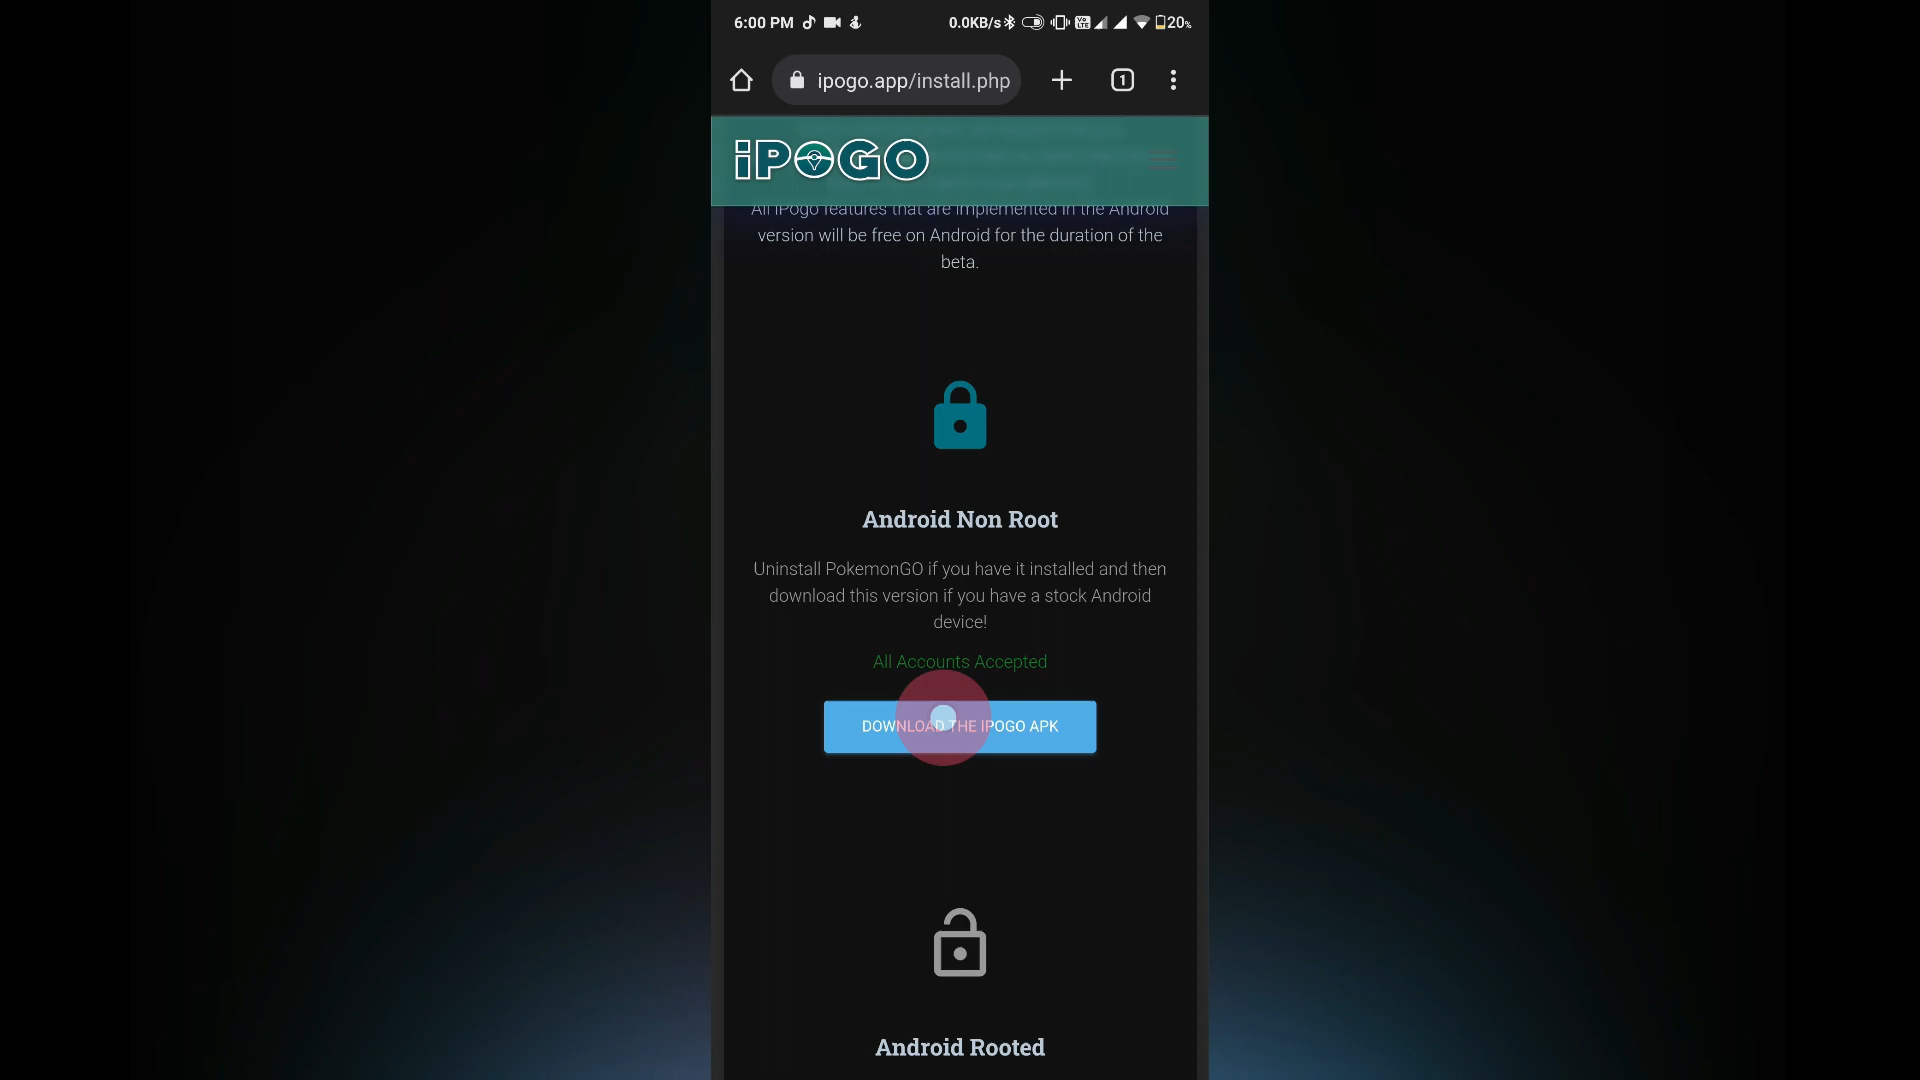 6:00 PM 0.0KB/s Vo LTE 20%
ipogo.app/install.php 1
iPOGO
All iPogo features that are implemented in the Android
version will be free on Android for the duration of the
beta.
Android Non Root
Uninstall PokemonGO if you have it installed and then
download this version if you have a stock Android
device!
All Accounts Accepted
DOWNLOAD THE IPOGO APK
Android Rooted